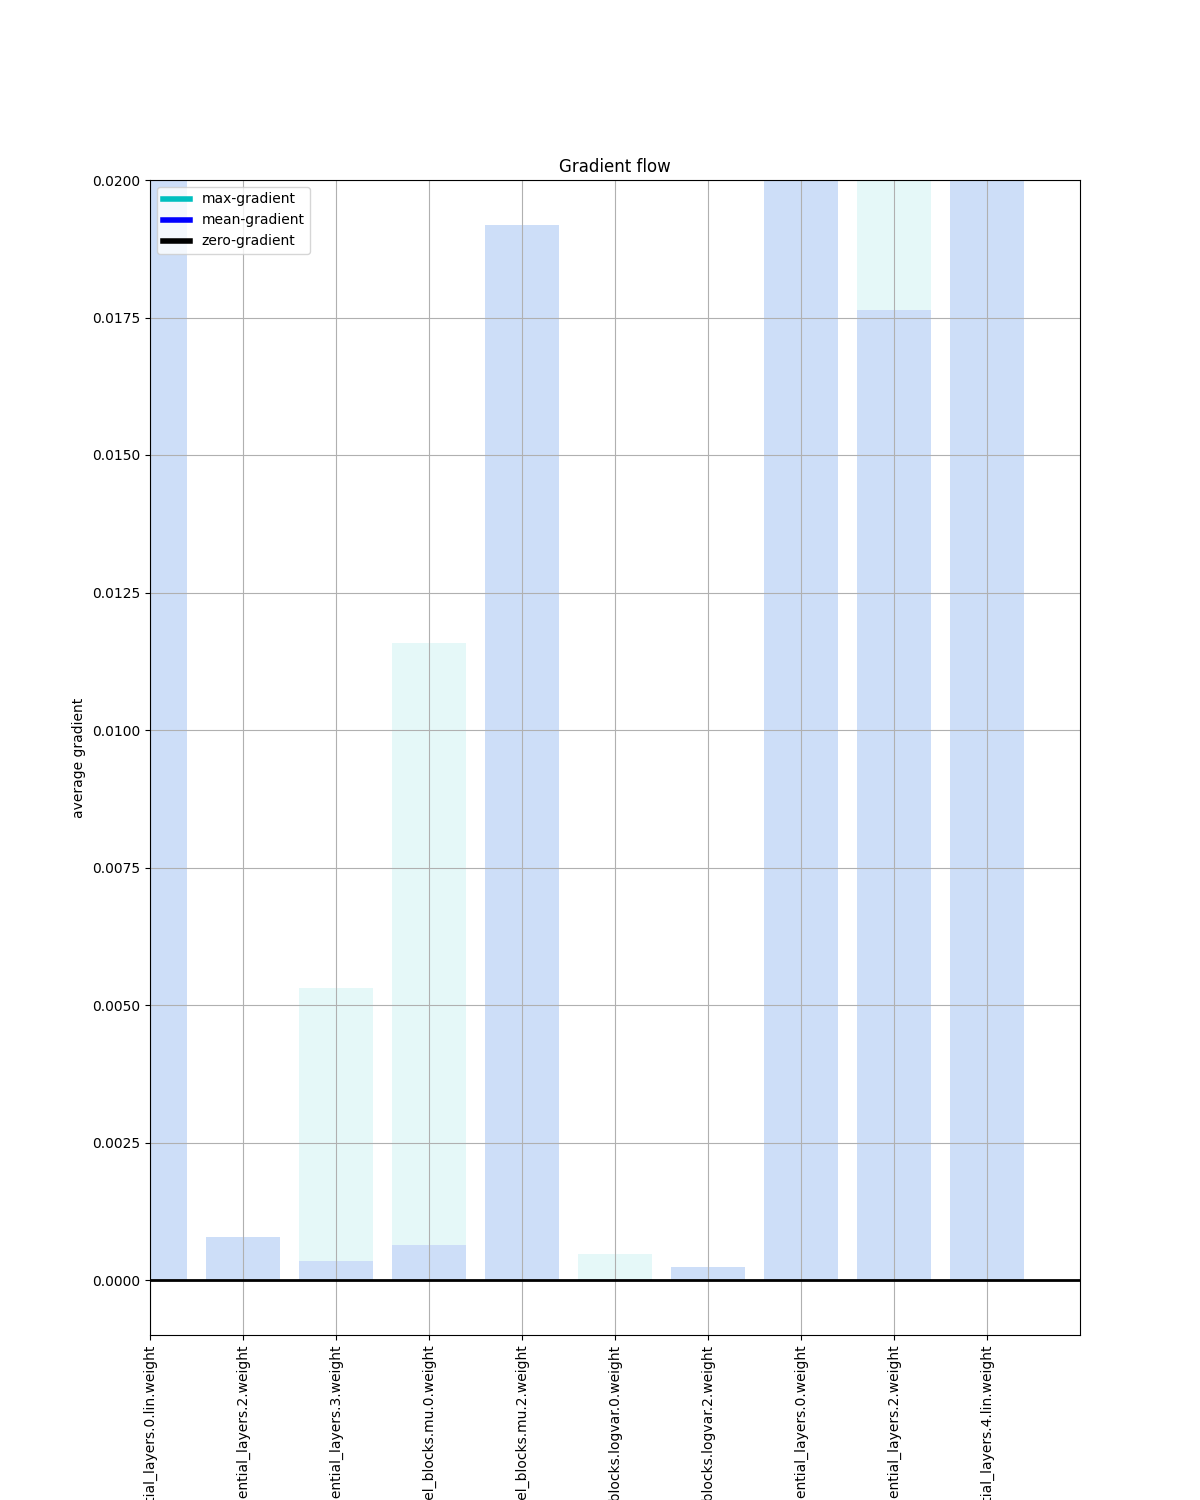 Gradient flow
max-gradient
mean-gradient
zero-gradient
0.0200
0.0175
0.0150
0.0125
0.0100
0.0075
0.0050
0.0025
0.0000
average gradient
tial_layers.0.lin.weight
ential_layers.2.weight
ential_layers.3.weight
el_blocks.mu.0.weight
el_blocks.mu.2.weight
blocks.logvar.0.weight
blocks.logvar.2.weight
ential_layers.0.weight
ential_layers.2.weight
tial_layers.4.lin.weight